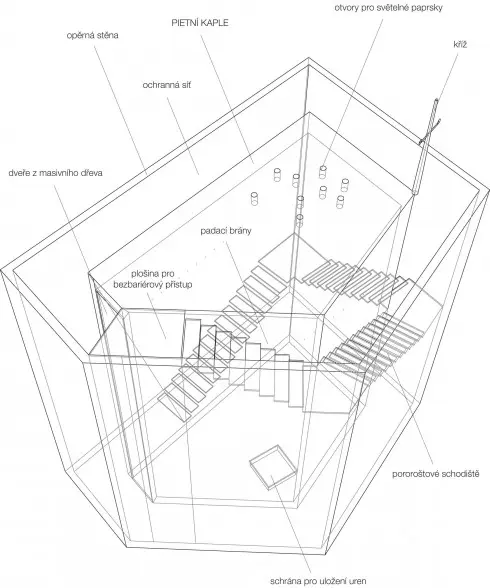 otvory pro světelné paprsky
PIETNÍ KAPLE
opěrná stěna
kříž
ochranná síť
dveře z masivního dřeva
padací brány
plošina pro
bezbariérový přístup
pororoštové schodiště
schrána pro uložení uren